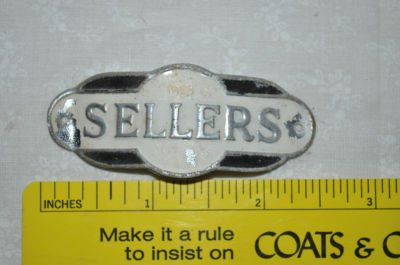 SELLERS
INCHES 1 2 3
Make it a rule
to insist on COATS & C